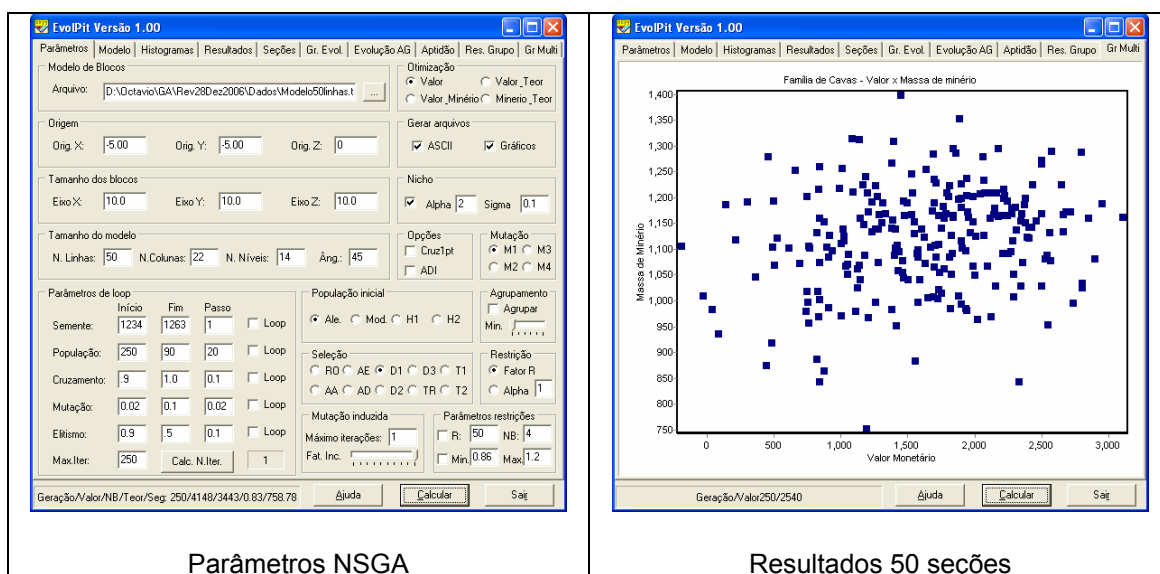 EvolPit Versão 1.00
Parâmetros Modelo Histogramas Resultados Seções Gr. Evol. Evolução AG Aptidão Res. Grupo Gr Multi
Modelo de Blocos
Arquivo: D:\Octavio\GA\Rev28Dez2006\Dados\Modelo50linhas.t ...
Otimização
Valor Valor_Teor
Valor_Minério Minerio_Teor
Origem
Orig. X: -5.00 Orig. Y: -5.00 Orig. Z: 0
Gerar arquivos
ASCII Gráficos
Tamanho dos blocos
Eixo X: 10.0 Eixo Y: 10.0 Eixo Z: 10.0
Nicho
Alpha 2 Sigma 0.1
Tamanho do modelo
N. Linhas: 50 N.Colunas: 22 N. Níveis: 14 Âng.: 45
Opções
Cruz1pt
ADI
Mutação
M1 M3
M2 M4
Parâmetros de loop
Início Fim Passo
Semente: 1234 1263 1 Loop
População: 250 90 20 Loop
Cruzamento: .9 1.0 0.1 Loop
Mutação: 0.02 0.1 0.02 Loop
Elitismo: 0.9 .5 0.1 Loop
Max.Iter: 250 Calc. N.Iter. 1
População inicial
Ale. Mod. H1 H2
Agrupamento
Agrupar
Min.
Seleção
RO AE D1 D3 T1
AA AD D2 TR T2
Restrição
Fator R
Alpha 1
Mutação induzida
Máximo iterações: 1
Fat. Inc.
Parâmetros restrições
R: 50 NB: 4
Min. 0.86 Max. 1.2
Geração/Valor/NB/Teor/Seg: 250/4148/3443/0.83/758.78 Ajuda Calcular Sair
Parâmetros NSGA
EvolPit Versão 1.00
Parâmetros Modelo Histogramas Resultados Seções Gr. Evol. Evolução AG Aptidão Res. Grupo Gr Multi
Família de Cavas - Valor x Massa de minério
Massa de Minério
1,400
1,350
1,300
1,250
1,200
1,150
1,100
1,050
1,000
950
900
850
800
750
0 500 1,000 1,500 2,000 2,500 3,000
Valor Monetário
Geração/Valor250/2540 Ajuda Calcular Sair
Resultados 50 seções